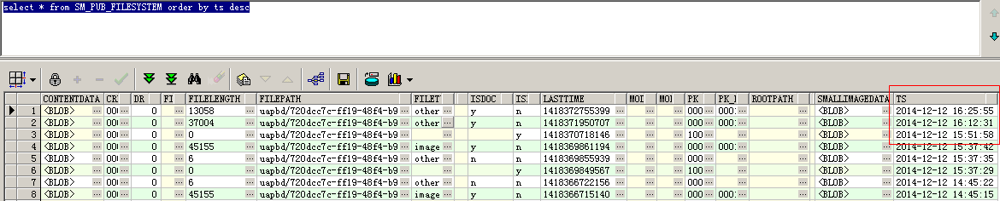 select * from SM_PUB_FILESYSTEM order by ts desc
CONTENTDATA CR DR FI FILELENGTH FILEPATH FILET ISDOC IS LASTTIME MOI MOI PK PK_I ROOTPATH SMALLIMAGEDATA TS
1 <BLOB> 000 0 13058 uapbd/720dcc7c-ff19-48f4-b9 other y n 1418372755399 000 000 <BLOB> 2014-12-12 16:25:55
2 <BLOB> 000 0 37004 uapbd/720dcc7c-ff19-48f4-b9 other y n 1418371950707 000 000 <BLOB> 2014-12-12 16:12:31
3 <BLOB> 0 0 uapbd/720dcc7c-ff19-48f4-b9 y 1418370718146 100 <BLOB> 2014-12-12 15:51:58
4 <BLOB> 000 0 45155 uapbd/720dcc7c-ff19-48f4-b9 image y n 1418369861194 000 000 <BLOB> 2014-12-12 15:37:42
5 <BLOB> 000 0 6 uapbd/720dcc7c-ff19-48f4-b9 other n n 1418369855939 000 <BLOB> 2014-12-12 15:37:35
6 <BLOB> 0 0 uapbd/720dcc7c-ff19-48f4-b9 y 1418369849567 100 <BLOB> 2014-12-12 15:37:29
7 <BLOB> 000 0 6 uapbd/720dcc7c-ff19-48f4-b9 other n n 1418366722156 000 <BLOB> 2014-12-12 14:45:22
8 <BLOB> 000 0 45155 uapbd/720dcc7c-ff19-48f4-b9 image y n 1418366715140 000 000 <BLOB> 2014-12-12 14:45:15